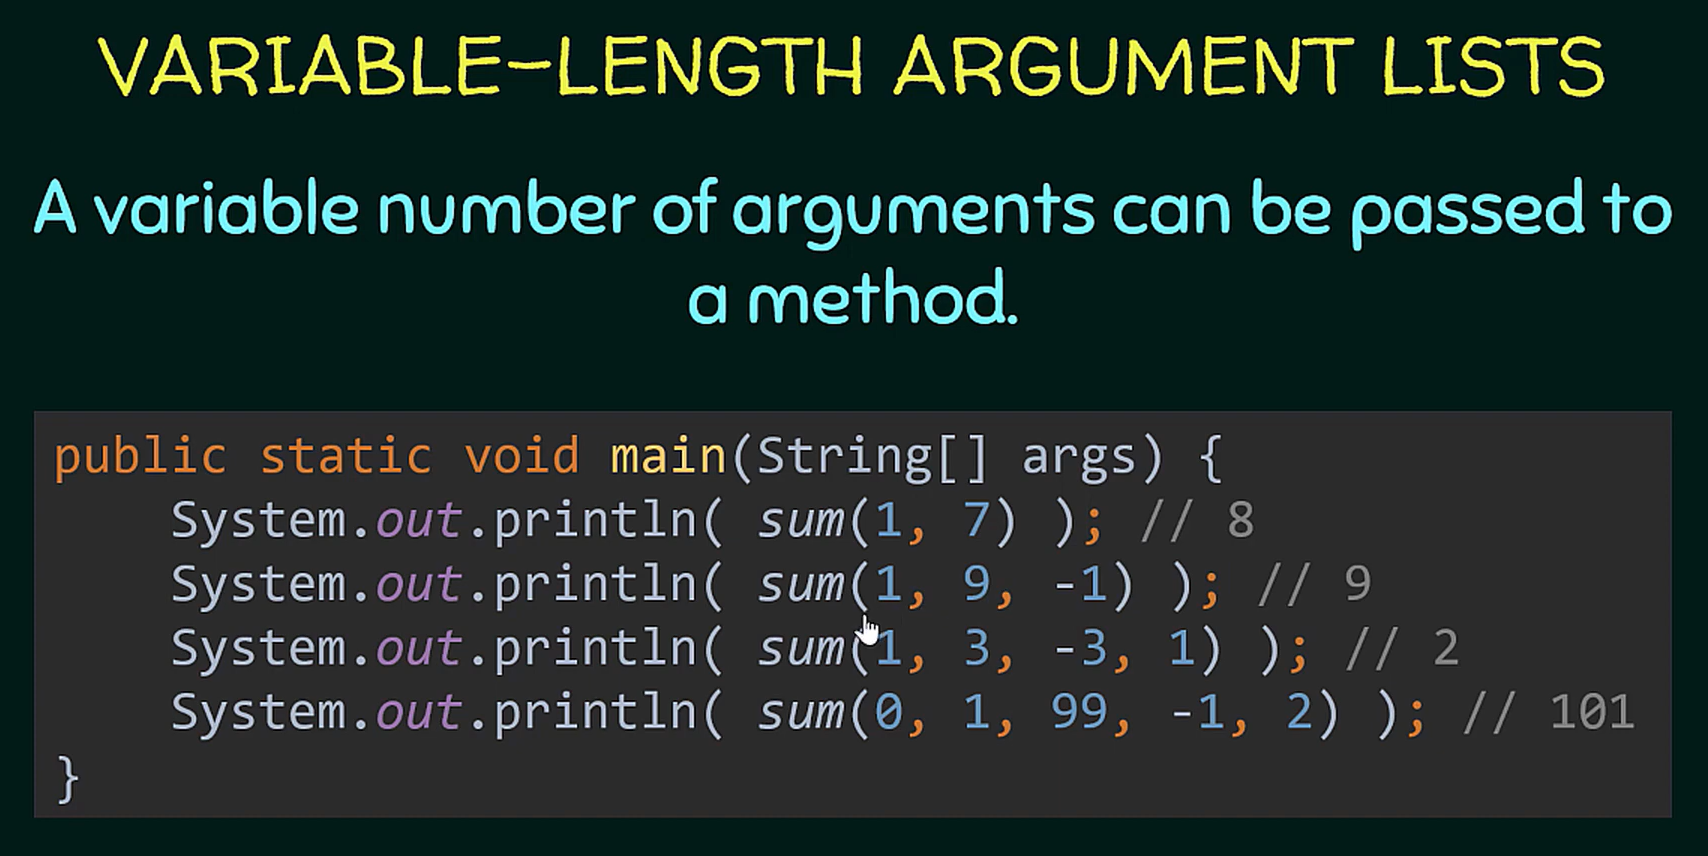 VARIABLE-LENGTH ARGUMENT LISTS
A variable number of arguments can be passed to
a method.
public static void main(String[] args) {
    System.out.println( sum(1, 7) ); // 8
    System.out.println( sum(1, 9, -1) ); // 9
    System.out.println( sum(1, 3, -3, 1) ); // 2
    System.out.println( sum(0, 1, 99, -1, 2) ); // 101
}